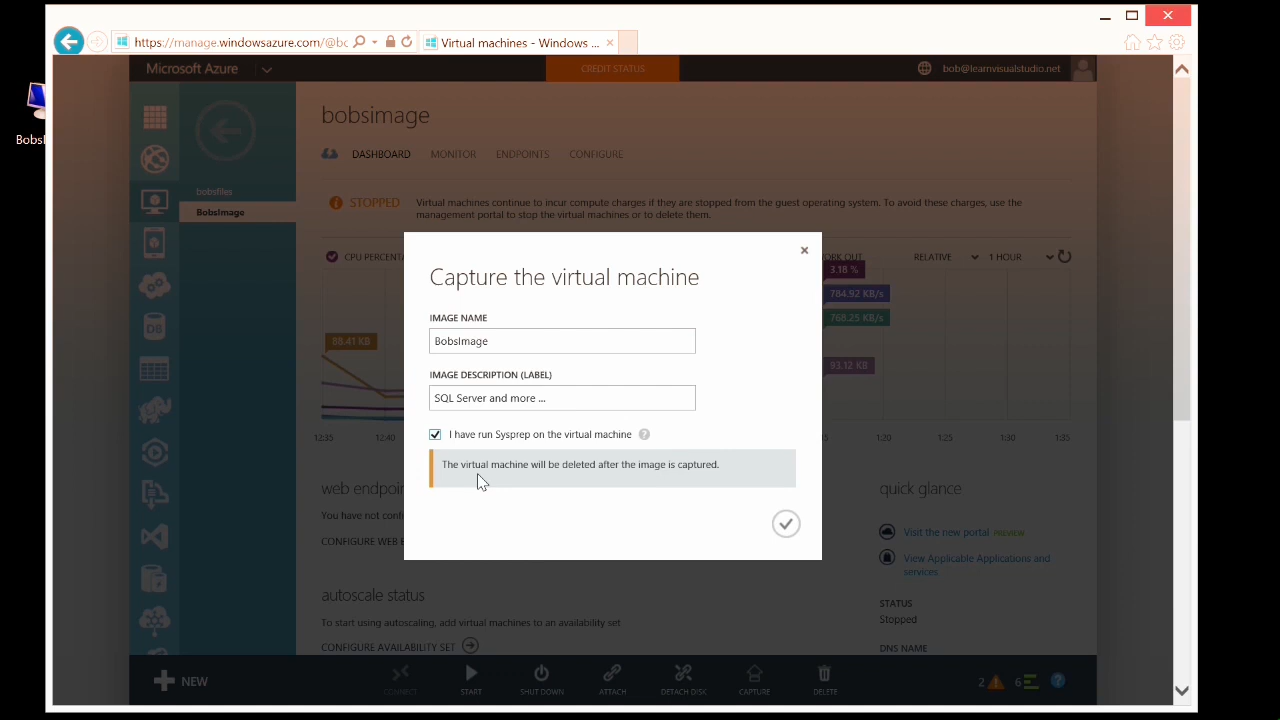 https://manage.windowsazure.com/@bc
Virtual machines - Windows ...
Microsoft Azure
CREDIT STATUS
bob@learnvisualstudio.net
bobsimage
DASHBOARD MONITOR ENDPOINTS CONFIGURE
bobsfiles
BobsImage
STOPPED
Virtual machines continue to incur compute charges if they are stopped from the guest operating system. To avoid these charges, use the
management portal to stop the virtual machines or to delete them.
CPU PERCENTA
RELATIVE
1 HOUR
3.18 %
784.92 KB/s
768.25 KB/s
93.12 KB
88.41 KB
12:35 12:40 1:20 1:25 1:30 1:35
Capture the virtual machine
IMAGE NAME
BobsImage
IMAGE DESCRIPTION (LABEL)
SQL Server and more ...
I have run Sysprep on the virtual machine
The virtual machine will be deleted after the image is captured.
web endpoin
You have not confi
CONFIGURE WEB E
autoscale status
To start using autoscaling, add virtual machines to an availability set
CONFIGURE AVAILABILITY SET
quick glance
Visit the new portal PREVIEW
View Applicable Applications and
services
STATUS
Stopped
DNS NAME
NEW
CONNECT START SHUT DOWN ATTACH DETACH DISK CAPTURE DELETE
2 6